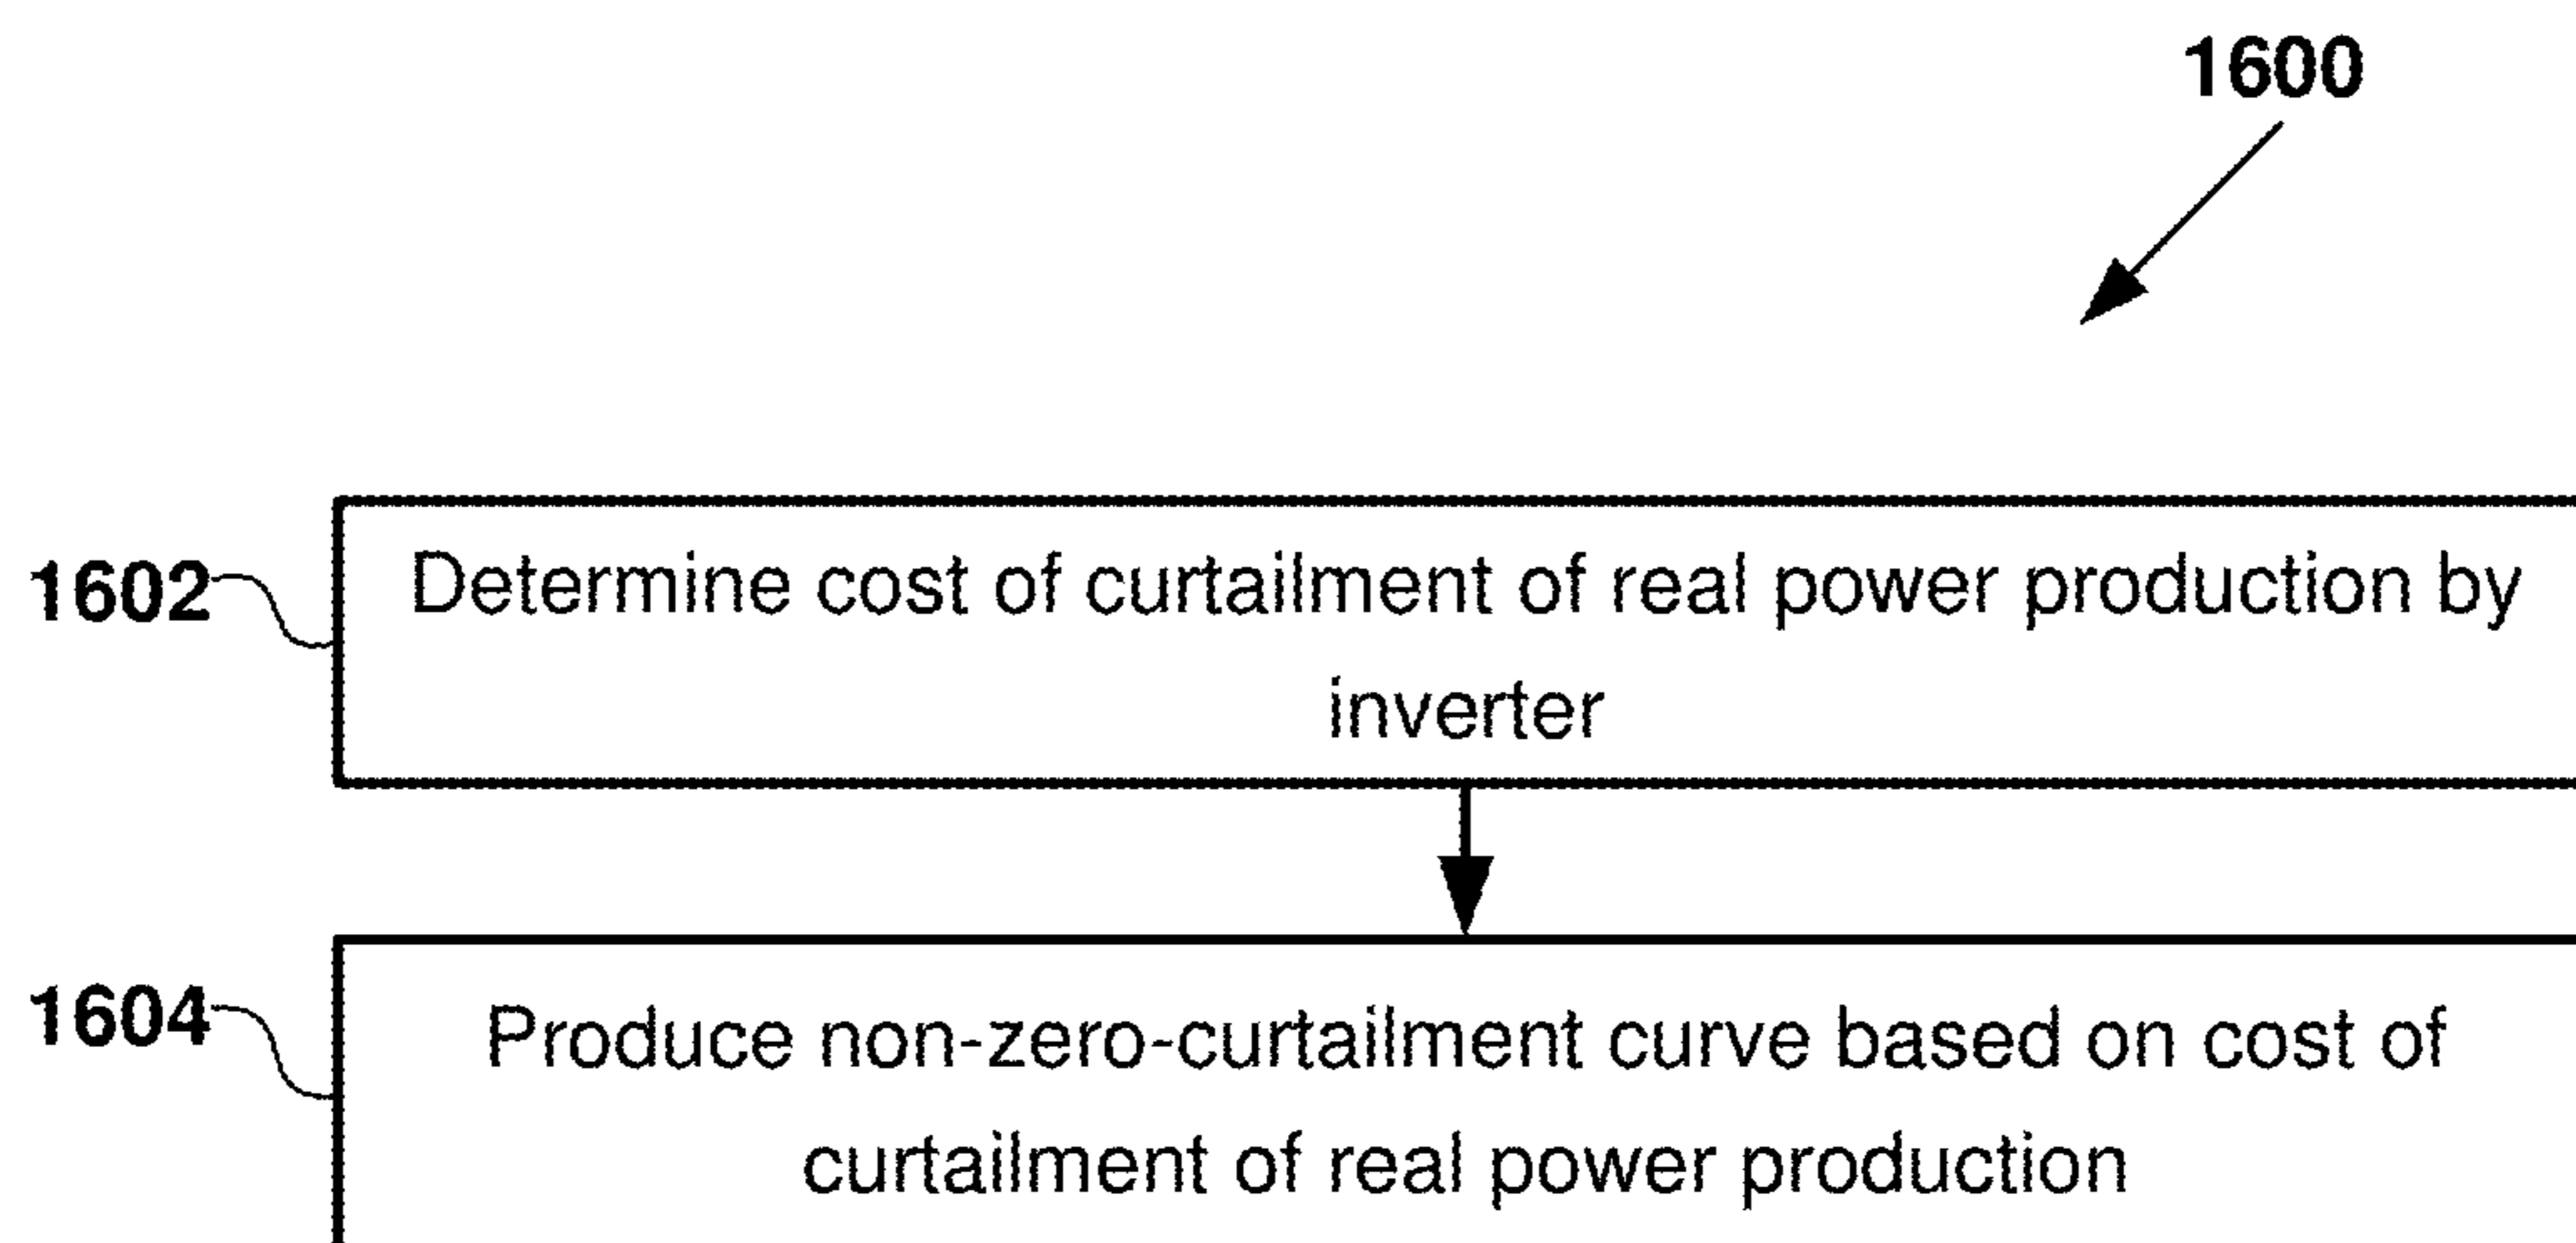 1600
1602 Determine cost of curtailment of real power production by
inverter
1604 Produce non-zero-curtailment curve based on cost of
curtailment of real power production